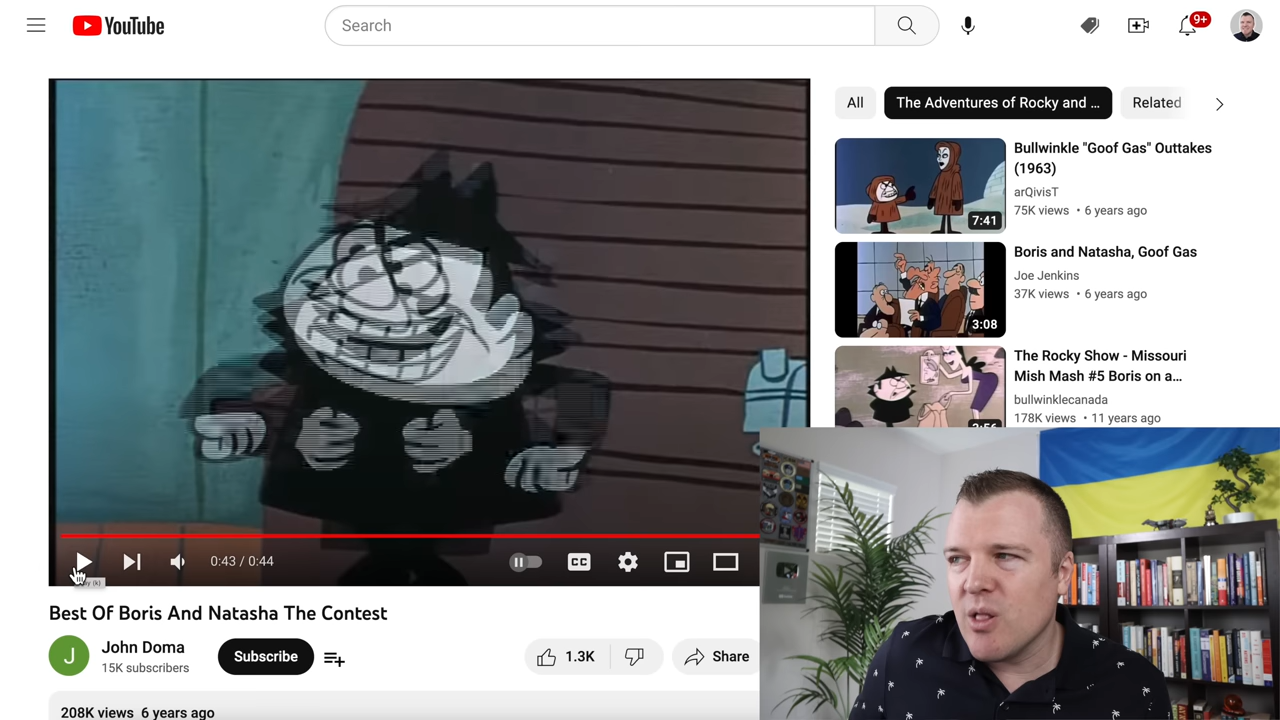 YouTube
Search
9+
All
The Adventures of Rocky and ...
Related
Bullwinkle "Goof Gas" Outtakes
(1963)
arQivisT
75K views • 6 years ago
7:41
Boris and Natasha, Goof Gas
Joe Jenkins
37K views • 6 years ago
3:08
The Rocky Show - Missouri
Mish Mash #5 Boris on a...
bullwinklecanada
178K views • 11 years ago
0:43 / 0:44
CC
Best Of Boris And Natasha The Contest
J
John Doma
15K subscribers
Subscribe
1.3K
Share
208K views 6 years ago